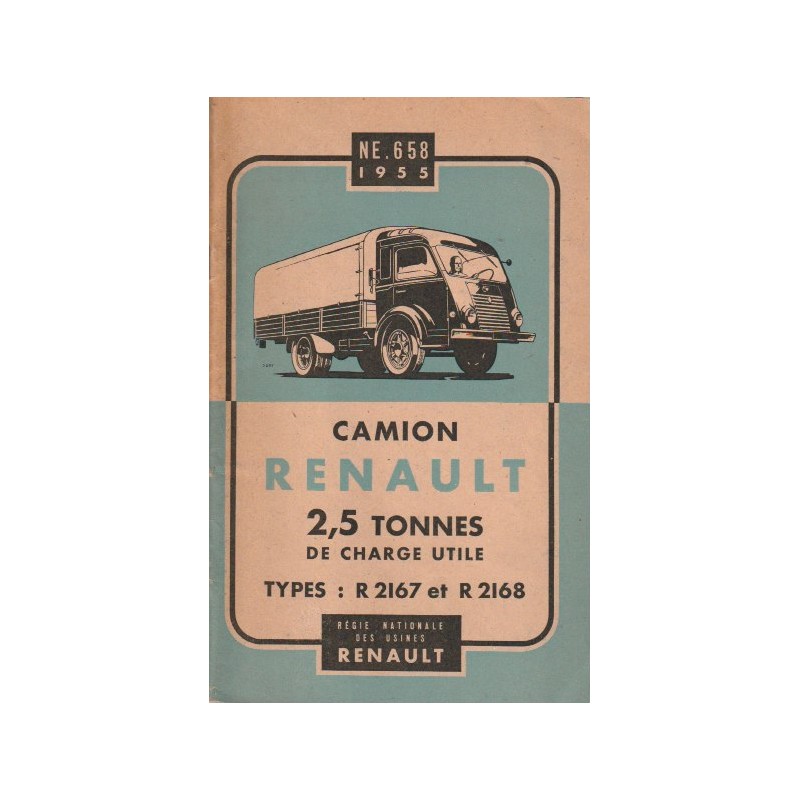 NE.658
1955
CAMION
RENAULT
2,5 TONNES
DE CHARGE UTILE
TYPES : R 2167 et R 2168
RÉGIE NATIONALE
DES USINES
RENAULT